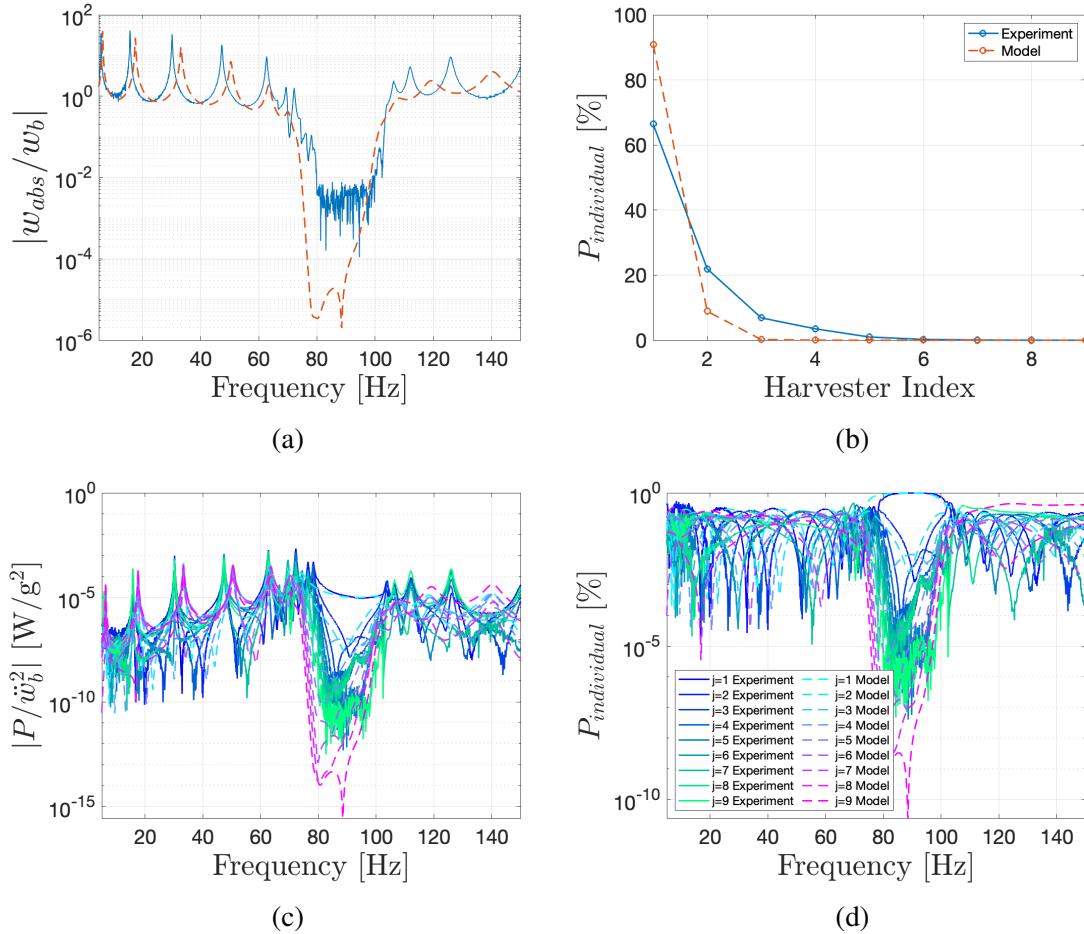 10^2
10^0
10^-2
10^-4
10^-6
|w_abs/w_b|
20 40 60 80 100 120 140
Frequency [Hz]
(a)
100
80
60
40
20
0
P_individual [%]
Experiment
Model
2 4 6 8
Harvester Index
(b)
10^0
10^-5
10^-10
10^-15
|P/ẅ_b^2| [W/g^2]
20 40 60 80 100 120 140
Frequency [Hz]
(c)
10^0
10^-5
10^-10
P_individual [%]
j=1 Experiment j=1 Model
j=2 Experiment j=2 Model
j=3 Experiment j=3 Model
j=4 Experiment j=4 Model
j=5 Experiment j=5 Model
j=6 Experiment j=6 Model
j=7 Experiment j=7 Model
j=8 Experiment j=8 Model
j=9 Experiment j=9 Model
20 40 60 80 100 120 140
Frequency [Hz]
(d)